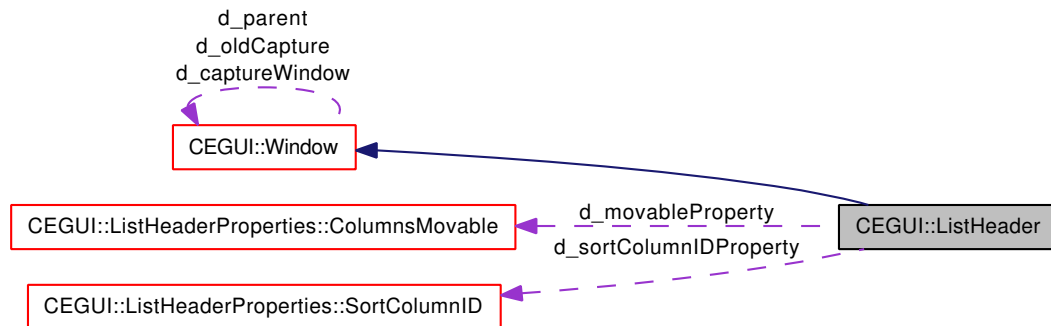 d_parent
d_oldCapture
d_captureWindow
CEGUI::Window
CEGUI::ListHeaderProperties::ColumnsMovable
d_movableProperty
CEGUI::ListHeader
d_sortColumnIDProperty
CEGUI::ListHeaderProperties::SortColumnID